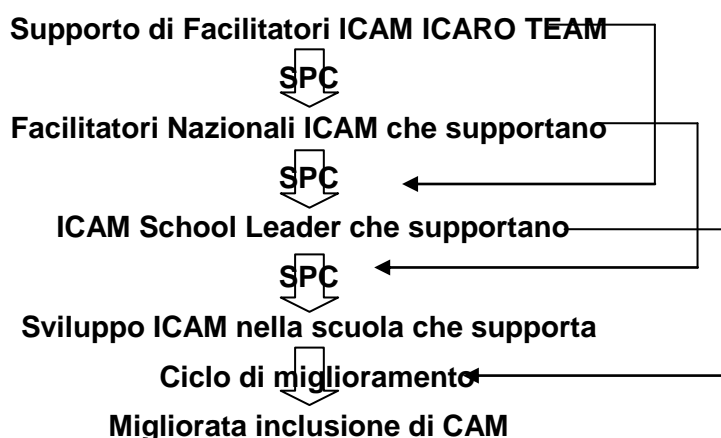 Supporto di Facilitatori ICAM ICARO TEAM
SPC
Facilitatori Nazionali ICAM che supportano
SPC
ICAM School Leader che supportano
SPC
Sviluppo ICAM nella scuola che supporta
Ciclo di miglioramento
Migliorata inclusione di CAM